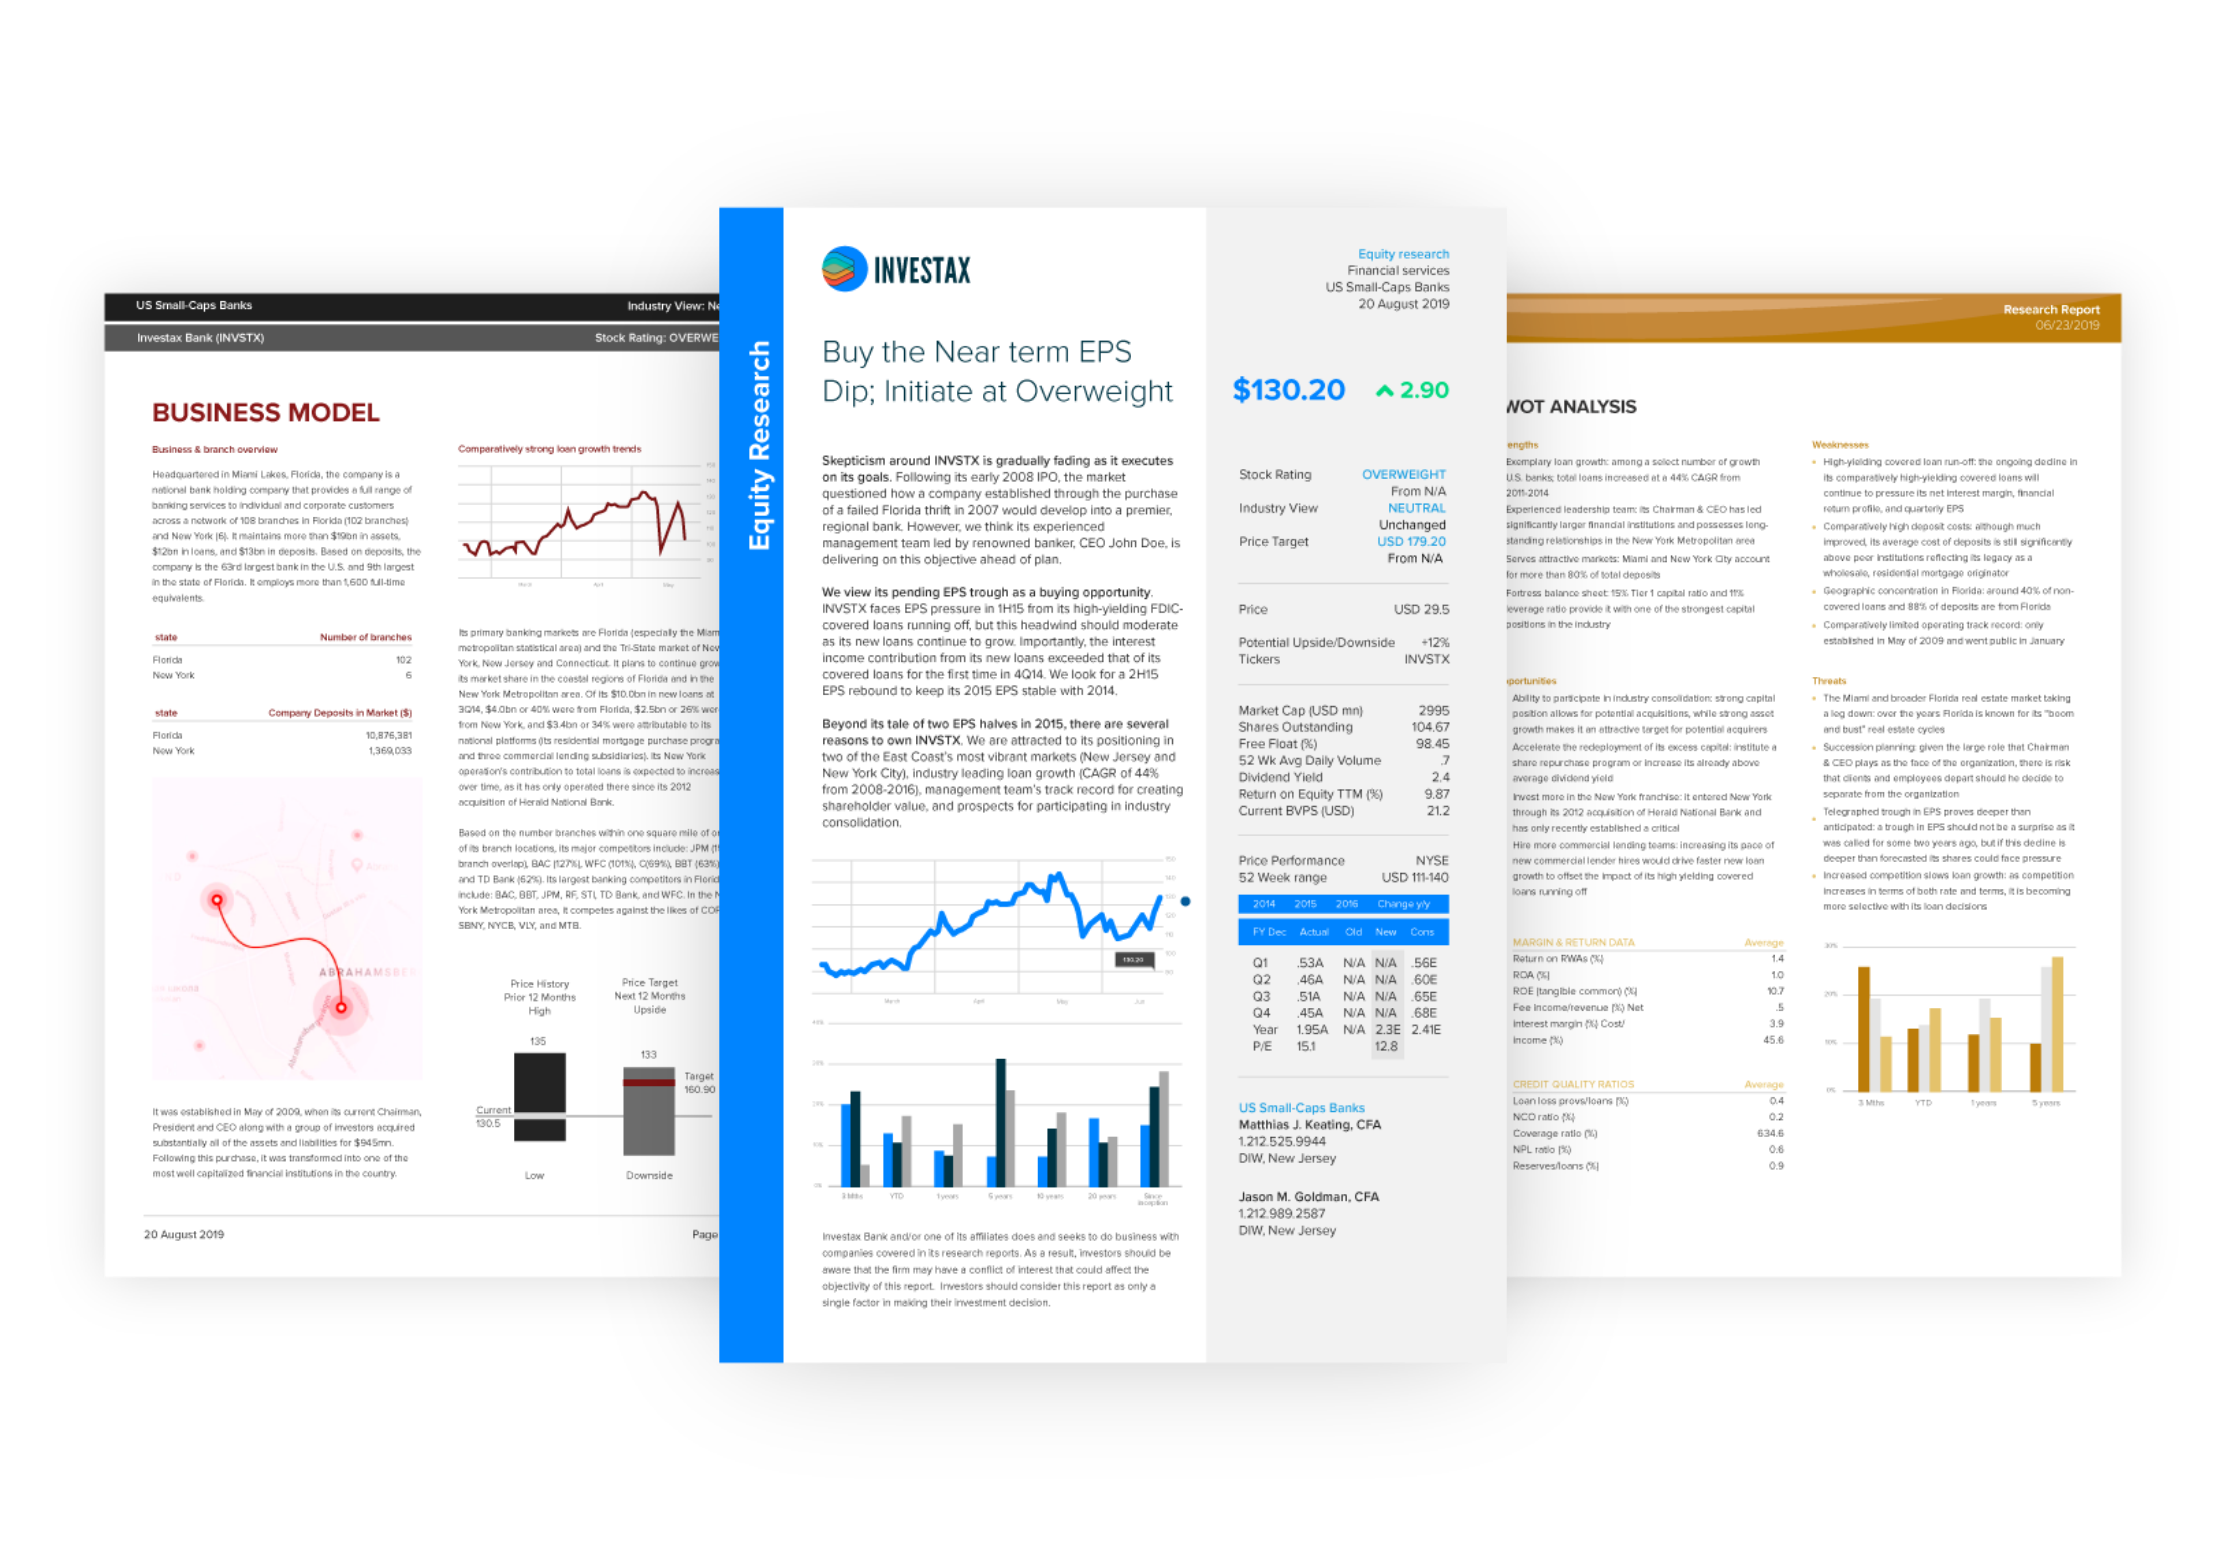 US Small-Caps Banks
Industry View: Ne
Investax Bank (INVSTX)
Stock Rating: OVERWE
BUSINESS MODEL
Business & branch overview
Headquartered in Miami Lakes, Florida, the company is a
national bank holding company that provides a full range of
banking services to individual and corporate customers
across a network of 108 branches in Florida (102 branches)
and New York (6). It maintains more than $19bn in assets,
$12bn in loans, and $13bn in deposits. Based on deposits, the
company is the 63rd largest bank in the U.S. and 9th largest
in the state of Florida. It employs more than 1,600 full-time
equivalents.
state Number of branches
Florida 102
New York 6
state Company Deposits in Market ($)
Florida 10,876,381
New York 1,369,033
ABRAHAMSBER
It was established in May of 2009, when its current Chairman,
President and CEO along with a group of investors acquired
substantially all of the assets and liabilities for $945mn.
Following this purchase, it was transformed into one of the
most well capitalized financial institutions in the country.
Comparatively strong loan growth trends
March April May
Its primary banking markets are Florida (especially the Miam
metropolitan statistical area) and the Tri-State market of New
York, New Jersey and Connecticut. It plans to continue grow
its market share in the coastal regions of Florida and in the
New York Metropolitan area. Of its $10.0bn in new loans at
3Q14, $4.0bn or 40% were from Florida, $2.5bn or 26% wer
from New York, and $3.4bn or 34% were attributable to its
national platforms (its residential mortgage purchase progra
and three commercial lending subsidiaries). Its New York
operation's contribution to total loans is expected to increas
over time, as it has only operated there since its 2012
acquisition of Herald National Bank.
Based on the number branches within one square mile of o
of its branch locations, its major competitors include: JPM (1
branch overlap), BAC (127%), WFC (101%), C(69%), BBT (63%)
and TD Bank (62%). Its largest banking competitors in Florid
include: BAC, BBT, JPM, RF, STI, TD Bank, and WFC. In the N
York Metropolitan area, it competes against the likes of COF
SBNY, NYCB, VLY, and MTB.
Price History
Prior 12 Months
High
135
Current
130.5
Low
Price Target
Next 12 Months
Upside
133
Target
160.90
Downside
20 August 2019
Page
Equity Research
INVESTAX
Buy the Near term EPS
Dip; Initiate at Overweight
Skepticism around INVSTX is gradually fading as it executes
on its goals. Following its early 2008 IPO, the market
questioned how a company established through the purchase
of a failed Florida thrift in 2007 would develop into a premier,
regional bank. However, we think its experienced
management team led by renowned banker, CEO John Doe, is
delivering on this objective ahead of plan.
We view its pending EPS trough as a buying opportunity.
INVSTX faces EPS pressure in 1H15 from its high-yielding FDIC-
covered loans running off, but this headwind should moderate
as its new loans continue to grow. Importantly, the interest
income contribution from its new loans exceeded that of its
covered loans for the first time in 4Q14. We look for a 2H15
EPS rebound to keep its 2015 EPS stable with 2014.
Beyond its tale of two EPS halves in 2015, there are several
reasons to own INVSTX. We are attracted to its positioning in
two of the East Coast's most vibrant markets (New Jersey and
New York City), industry leading loan growth (CAGR of 44%
from 2008-2016), management team's track record for creating
shareholder value, and prospects for participating in industry
consolidation.
150
140
130
120
110
100
90
130.20
March April May Jun
3 Mths YTD 1 years 5 years 10 years 20 years Since
Inception
Investax Bank and/or one of its affiliates does and seeks to do business with
companies covered in its research reports. As a result, investors should be
aware that the firm may have a conflict of interest that could affect the
objectivity of this report. Investors should consider this report as only a
single factor in making their investment decision.
Equity research
Financial services
US Small-Caps Banks
20 August 2019
$130.20 2.90
Stock Rating OVERWEIGHT
From N/A
Industry View NEUTRAL
Unchanged
Price Target USD 179.20
From N/A
Price USD 29.5
Potential Upside/Downside +12%
Tickers INVSTX
Market Cap (USD mn) 2995
Shares Outstanding 104.67
Free Float (%) 98.45
52 Wk Avg Daily Volume .7
Dividend Yield 2.4
Return on Equity TTM (%) 9.87
Current BVPS (USD) 21.2
Price Performance NYSE
52 Week range USD 111-140
2014 2015 2016 Change y/y
FY Dec Actual Old New Cons
Q1 .53A N/A N/A .56E
Q2 .46A N/A N/A .60E
Q3 .51A N/A N/A .65E
Q4 .45A N/A N/A .68E
Year 1.95A N/A 2.3E 2.41E
P/E 15.1 12.8
US Small-Caps Banks
Matthias J. Keating, CFA
1.212.525.9944
DIW, New Jersey
Jason M. Goldman, CFA
1.212.989.2587
DIW, New Jersey
Research Report
06/23/2019
WOT ANALYSIS
engths
Exemplary loan growth: among a select number of growth
U.S. banks; total loans increased at a 44% CAGR from
2011-2014
Experienced leadership team: its Chairman & CEO has led
significantly larger financial institutions and possesses long-
standing relationships in the New York Metropolitan area
Serves attractive markets: Miami and New York City account
for more than 80% of total deposits
Fortress balance sheet: 15% Tier 1 capital ratio and 11%
leverage ratio provide it with one of the strongest capital
positions in the industry
Weaknesses
High-yielding covered loan run-off: the ongoing decline in
its comparatively high-yielding covered loans will
continue to pressure its net interest margin, financial
return profile, and quarterly EPS
Comparatively high deposit costs: although much
improved, its average cost of deposits is still significantly
above peer institutions reflecting its legacy as a
wholesale, residential mortgage originator
Geographic concentration in Florida: around 40% of non-
covered loans and 88% of deposits are from Florida
Comparatively limited operating track record: only
established in May of 2009 and went public in January
portunities
Ability to participate in industry consolidation: strong capital
position allows for potential acquisitions, while strong asset
growth makes it an attractive target for potential acquirers
Accelerate the redeployment of its excess capital: institute a
share repurchase program or increase its already above
average dividend yield
Invest more in the New York franchise: it entered New York
through its 2012 acquisition of Herald National Bank and
has only recently established a critical
Hire more commercial lending teams: increasing its pace of
new commercial lender hires would drive faster new loan
growth to offset the impact of its high yielding covered
loans running off
Threats
The Miami and broader Florida real estate market taking
a leg down: over the years Florida is known for its "boom
and bust" real estate cycles
Succession planning: given the large role that Chairman
& CEO plays as the face of the organization, there is risk
that clients and employees depart should he decide to
separate from the organization
Telegraphed trough in EPS proves deeper than
anticipated: a trough in EPS should not be a surprise as it
was called for some two years ago, but if this decline is
deeper than forecasted its shares could face pressure
Increased competition slows loan growth: as competition
increases in terms of both rate and terms, it is becoming
more selective with its loan decisions
MARGIN & RETURN DATA Average
Return on RWAs (%) 1.4
ROA (%) 1.0
ROE (tangible common) (%) 10.7
Fee income/revenue (%) Net .5
Interest margin (%) Cost/ 3.9
Income (%) 45.6
CREDIT QUALITY RATIOS Average
Loan loss provs/loans (%) 0.4
NCO ratio (%) 0.2
Coverage ratio (%) 634.6
NPL ratio (%) 0.6
Reserves/loans (%) 0.9
30%
20%
10%
0%
3 Mths YTD 1 years 5 years